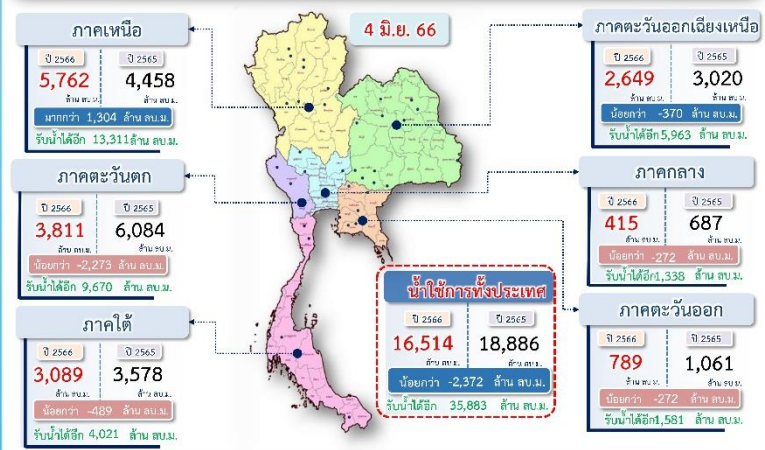 4 มิ.ย. 66
ภาคเหนือ
ปี 2566 ปี 2565
5,762 4,458
ล้าน ลบ.ม. ล้าน ลบ.ม.
มากกว่า 1,304 ล้าน ลบ.ม.
รับน้ำได้อีก 13,311ล้าน ลบ.ม.
ภาคตะวันตก
ปี 2566 ปี 2565
3,811 6,084
ล้าน ลบ.ม. ล้าน ลบ.ม.
น้อยกว่า -2,273 ล้าน ลบ.ม.
รับน้ำได้อีก 9,670 ล้าน ลบ.ม.
ภาคใต้
ปี 2566 ปี 2565
3,089 3,578
ล้าน ลบ.ม. ล้าน ลบ.ม.
น้อยกว่า -489 ล้าน ลบ.ม.
รับน้ำได้อีก 4,021 ล้าน ลบ.ม.
ภาคตะวันออกเฉียงเหนือ
ปี 2566 ปี 2565
2,649 3,020
ล้าน ลบ.ม. ล้าน ลบ.ม.
น้อยกว่า -370 ล้าน ลบ.ม.
รับน้ำได้อีก 5,963 ล้าน ลบ.ม.
ภาคกลาง
ปี 2566 ปี 2565
415 687
ล้าน ลบ.ม. ล้าน ลบ.ม.
น้อยกว่า -272 ล้าน ลบ.ม.
รับน้ำได้อีก1,338 ล้าน ลบ.ม.
ภาคตะวันออก
ปี 2566 ปี 2565
789 1,061
ล้าน ลบ.ม. ล้าน ลบ.ม.
น้อยกว่า -272 ล้าน ลบ.ม.
รับน้ำได้อีก1,581 ล้าน ลบ.ม.
น้ำใช้การทั้งประเทศ
ปี 2566 ปี 2565
16,514 18,886
ล้าน ลบ.ม. ล้าน ลบ.ม.
น้อยกว่า -2,372 ล้าน ลบ.ม.
รับน้ำได้อีก 35,883 ล้าน ลบ.ม.